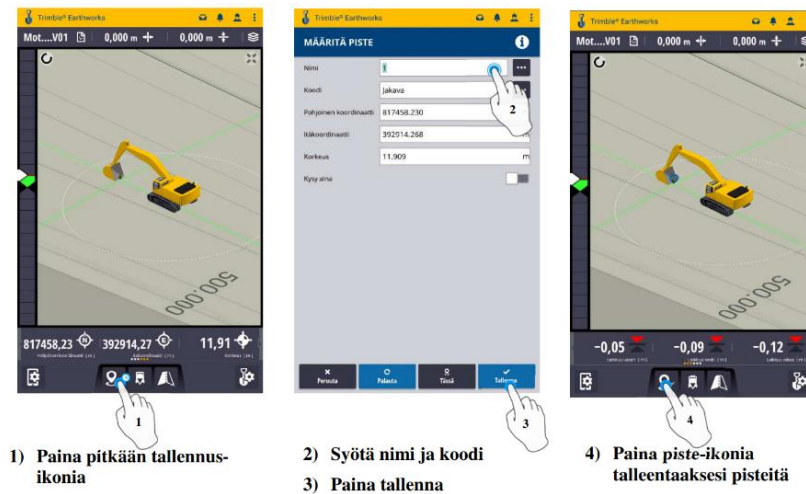 Trimble® Earthworks
Mot....V01 0,000 m 0,000 m
500.000
817458,23 N 392914,27 E 11,91
1
1) Paina pitkään tallennus-
ikonia
Trimble® Earthworks
MÄÄRITÄ PISTE
Nimi 1
Koodi Jakava
Pohjoinen koordinaatti 817458.230
Itäkoordinaatti 392914.268 m
Korkeus 11.909 m
Kysy aina
2
Peruuta Palauta Tässä Tallenna
3
2) Syötä nimi ja koodi
3) Paina tallenna
Trimble® Earthworks
Mot....V01 0,000 m 0,000 m
500.000
-0,05 -0,09 -0,12
4
4) Paina piste-ikonia
talleentaaksesi pisteitä